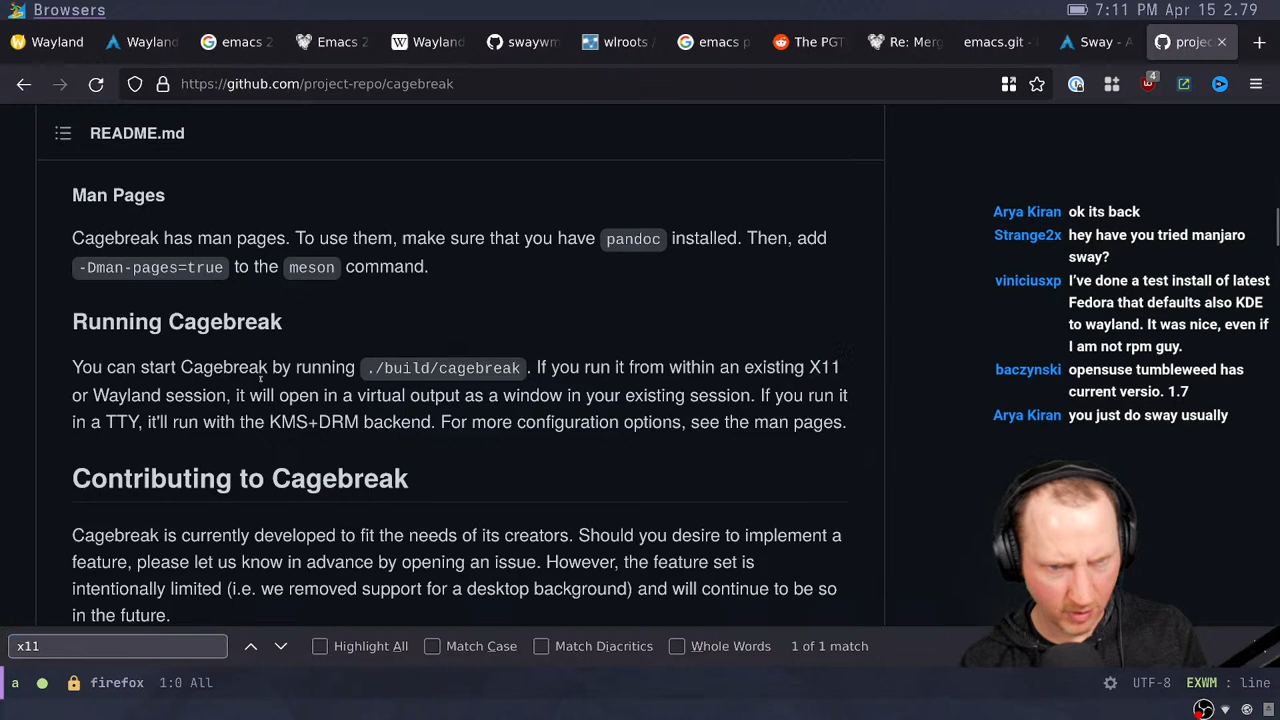 Browsers
7:11 PM Apr 15 2.79
Wayland
Wayland
emacs 2
Emacs 2
Wayland
swaywm
wlroots /
emacs p
The PGT
Re: Merg
emacs.git -
Sway - A
projec
https://github.com/project-repo/cagebreak
4
README.md
Man Pages
Cagebreak has man pages. To use them, make sure that you have pandoc installed. Then, add
-Dman-pages=true to the meson command.
Running Cagebreak
You can start Cagebreak by running ./build/cagebreak. If you run it from within an existing X11
or Wayland session, it will open in a virtual output as a window in your existing session. If you run it
in a TTY, it'll run with the KMS+DRM backend. For more configuration options, see the man pages.
Contributing to Cagebreak
Cagebreak is currently developed to fit the needs of its creators. Should you desire to implement a
feature, please let us know in advance by opening an issue. However, the feature set is
intentionally limited (i.e. we removed support for a desktop background) and will continue to be so
in the future.
Arya Kiran ok its back
Strange2x hey have you tried manjaro
sway?
viniciusxp I've done a test install of latest
Fedora that defaults also KDE
to wayland. It was nice, even if
I am not rpm guy.
baczynski opensuse tumbleweed has
current versio. 1.7
Arya Kiran you just do sway usually
x11
Highlight All
Match Case
Match Diacritics
Whole Words
1 of 1 match
a
firefox
1:0 All
UTF-8
EXWM : line